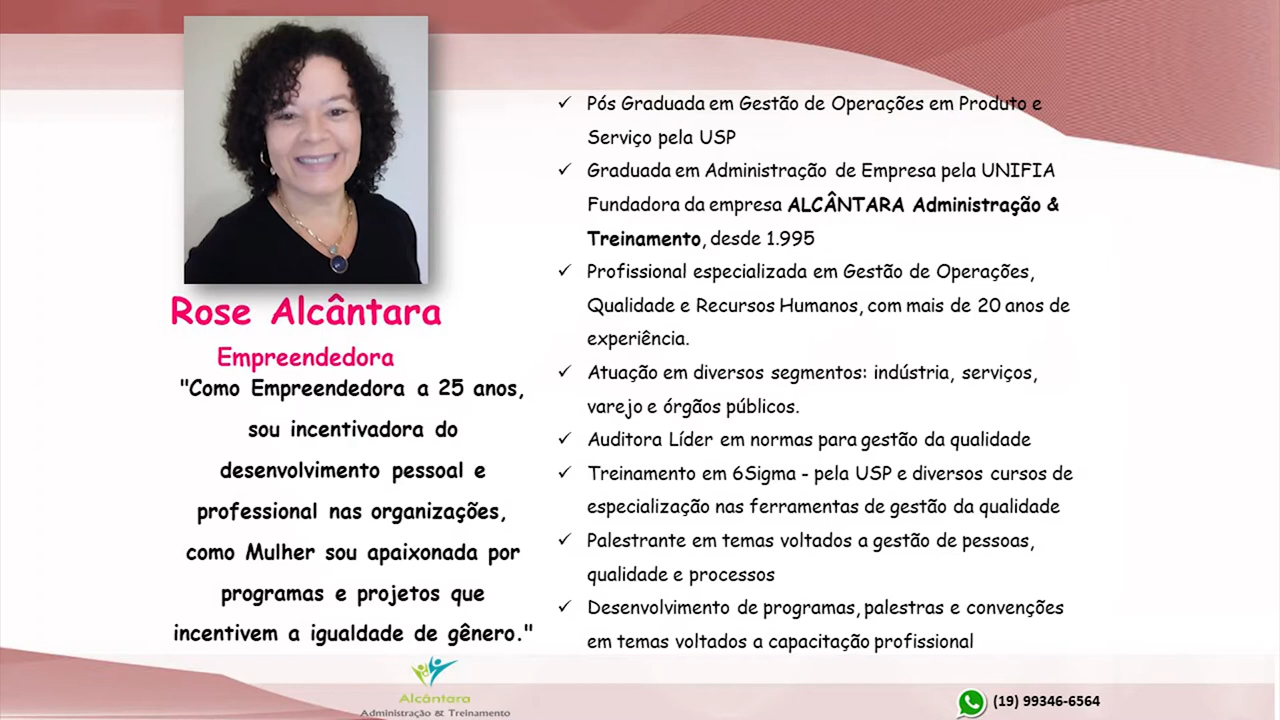 Rose Alcântara
Empreendedora
"Como Empreendedora a 25 anos,
sou incentivadora do
desenvolvimento pessoal e
professional nas organizações,
como Mulher sou apaixonada por
programas e projetos que
incentivem a igualdade de gênero."
✓ Pós Graduada em Gestão de Operações em Produto e
Serviço pela USP
✓ Graduada em Administração de Empresa pela UNIFIA
Fundadora da empresa ALCÂNTARA Administração &
Treinamento, desde 1.995
✓ Profissional especializada em Gestão de Operações,
Qualidade e Recursos Humanos, com mais de 20 anos de
experiência.
✓ Atuação em diversos segmentos: indústria, serviços,
varejo e órgãos públicos.
✓ Auditora Líder em normas para gestão da qualidade
✓ Treinamento em 6Sigma - pela USP e diversos cursos de
especialização nas ferramentas de gestão da qualidade
✓ Palestrante em temas voltados a gestão de pessoas,
qualidade e processos
✓ Desenvolvimento de programas, palestras e convenções
em temas voltados a capacitação profissional
Alcântara
Administração & Treinamento
(19) 99346-6564